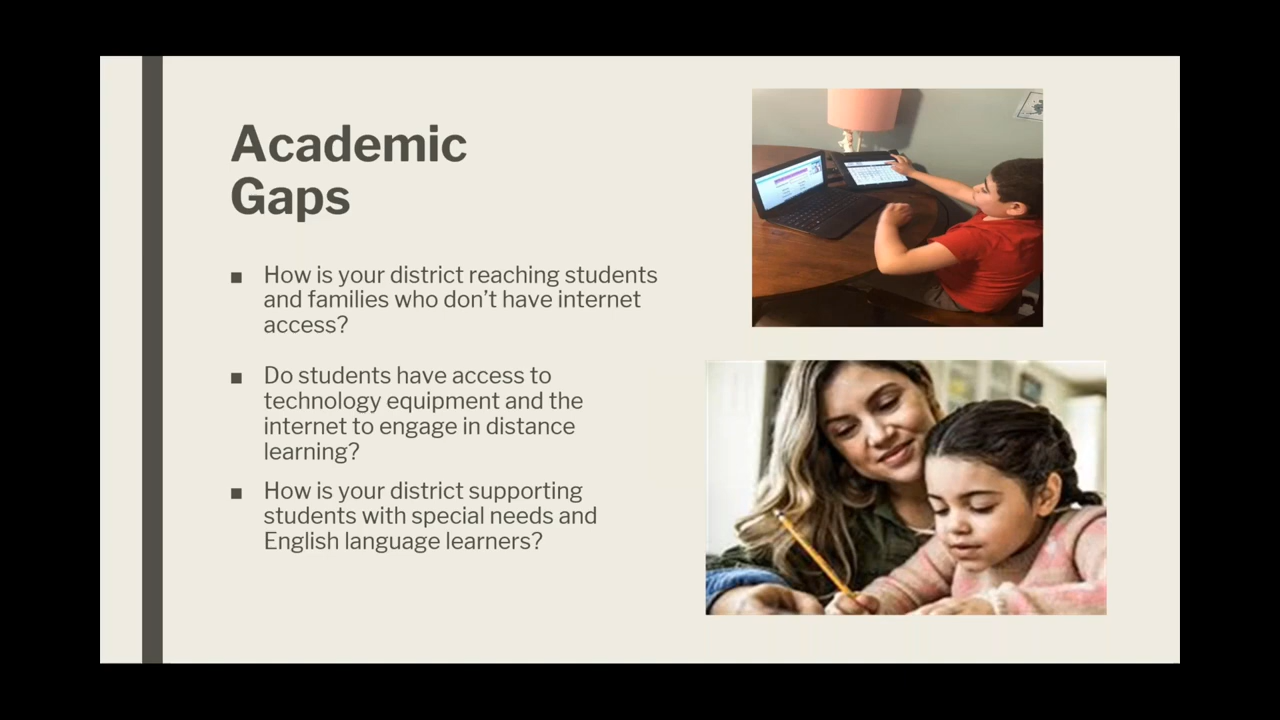 Academic
Gaps
■ How is your district reaching students
and families who don’t have internet
access?
■ Do students have access to
technology equipment and the
internet to engage in distance
learning?
■ How is your district supporting
students with special needs and
English language learners?